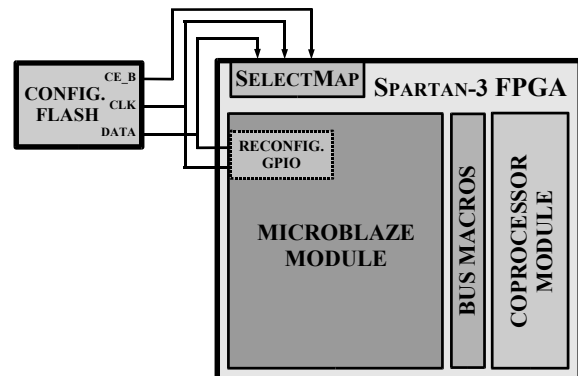 CE_B
CONFIG.
FLASH
CLK
DATA
SELECTMAP
SPARTAN-3 FPGA
RECONFIG.
GPIO
MICROBLAZE
MODULE
BUS MACROS
COPROCESSOR
MODULE